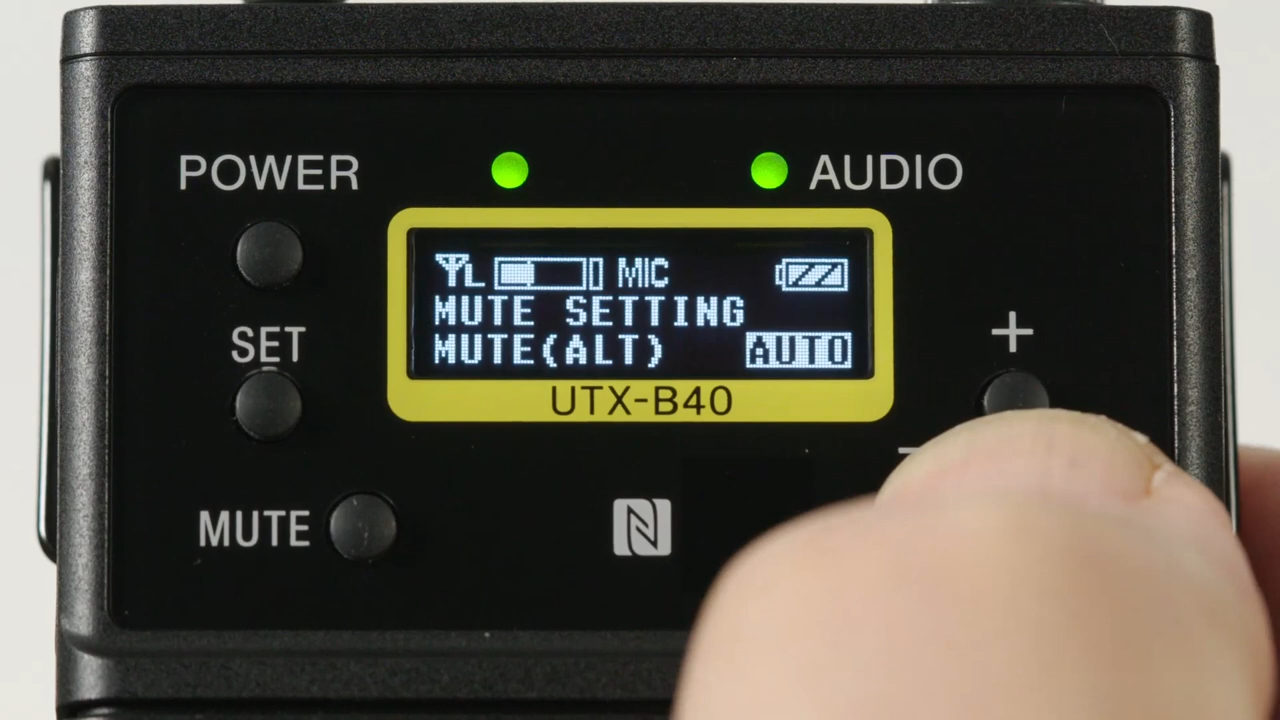 POWER
AUDIO
L MIC
MUTE SETTING
MUTE(ALT) AUTO
UTX-B40
SET
+
MUTE
N